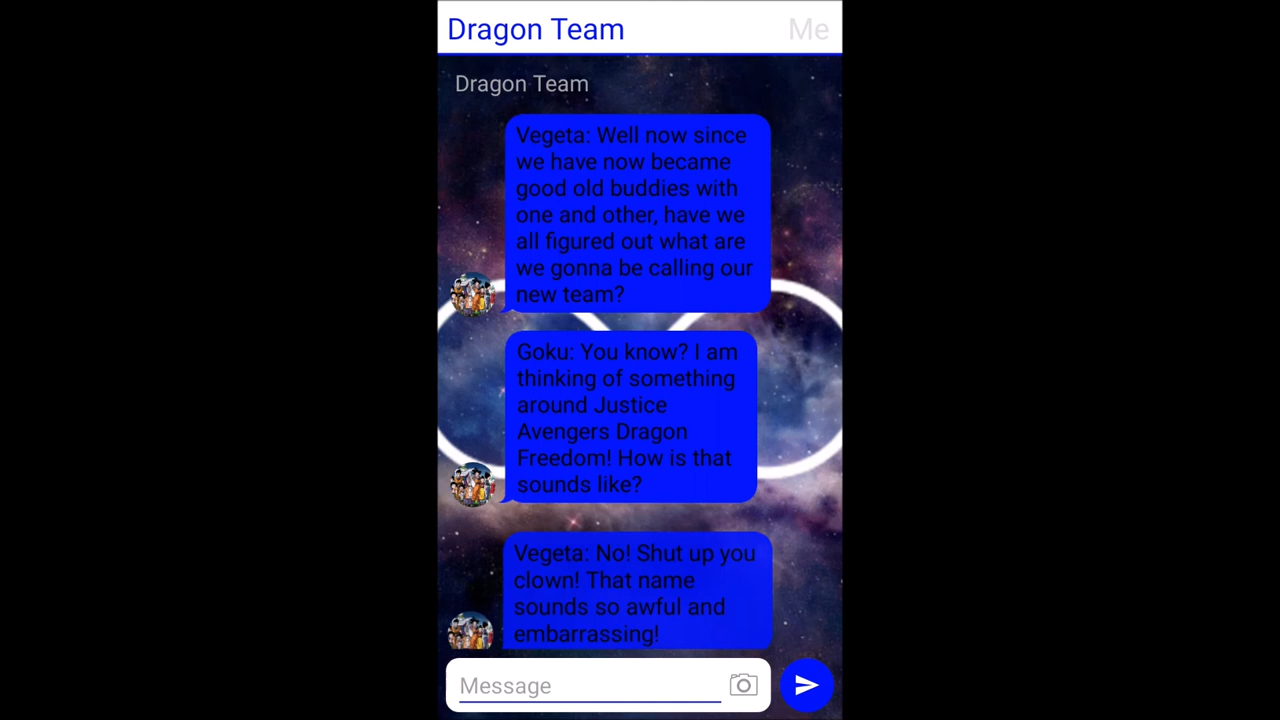 Dragon Team
Me
Dragon Team
Vegeta: Well now since
we have now became
good old buddies with
one and other, have we
all figured out what are
we gonna be calling our
new team?
Goku: You know? I am
thinking of something
around Justice
Avengers Dragon
Freedom! How is that
sounds like?
Vegeta: No! Shut up you
clown! That name
sounds so awful and
embarrassing!
Message